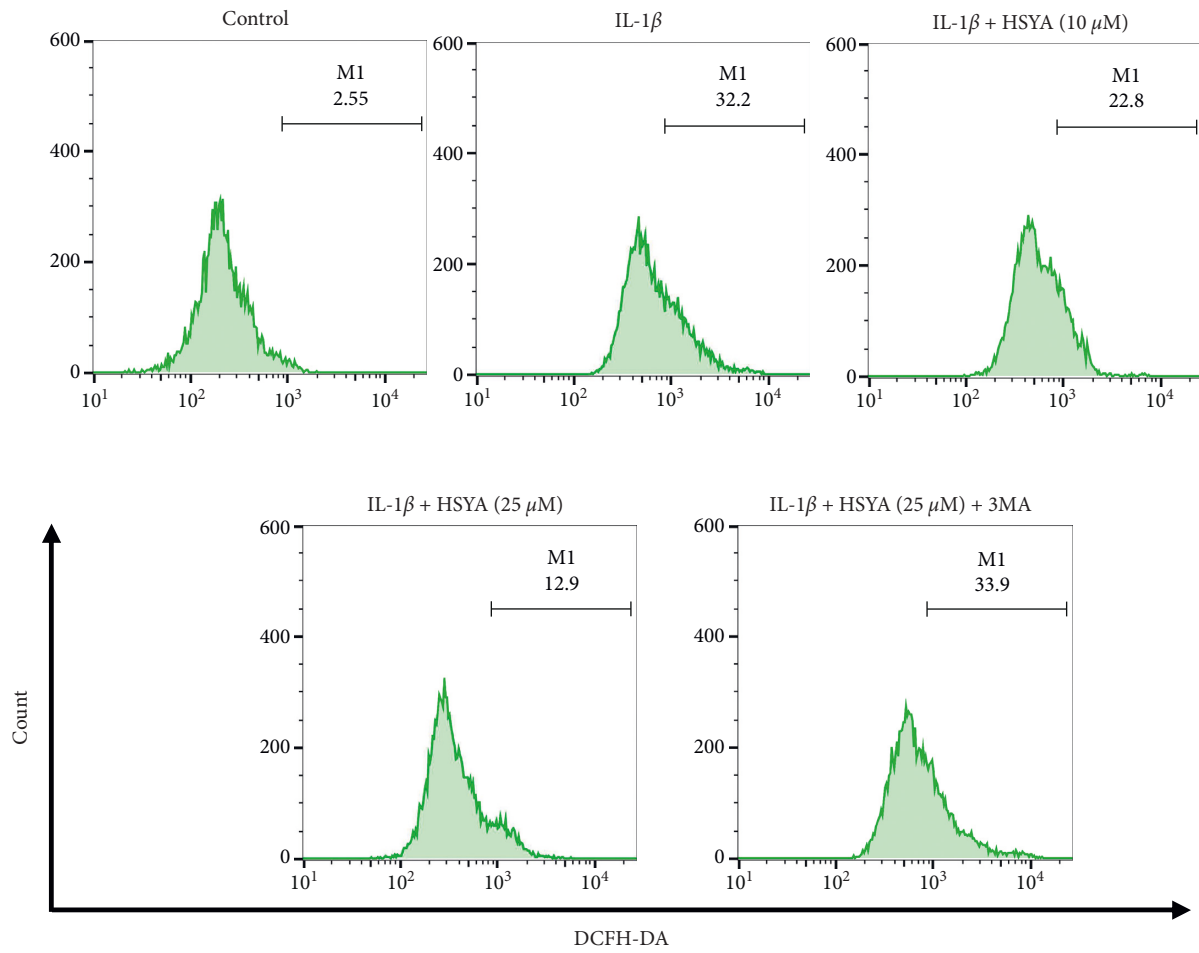 Control
600
400
200
0
M1
2.55
10¹ 10² 10³ 10⁴
IL-1β
600
400
200
0
M1
32.2
10¹ 10² 10³ 10⁴
IL-1β + HSYA (10 μM)
600
400
200
0
M1
22.8
10¹ 10² 10³ 10⁴
IL-1β + HSYA (25 μM)
600
400
200
0
M1
12.9
10¹ 10² 10³ 10⁴
IL-1β + HSYA (25 μM) + 3MA
600
400
200
0
M1
33.9
10¹ 10² 10³ 10⁴
Count
DCFH-DA